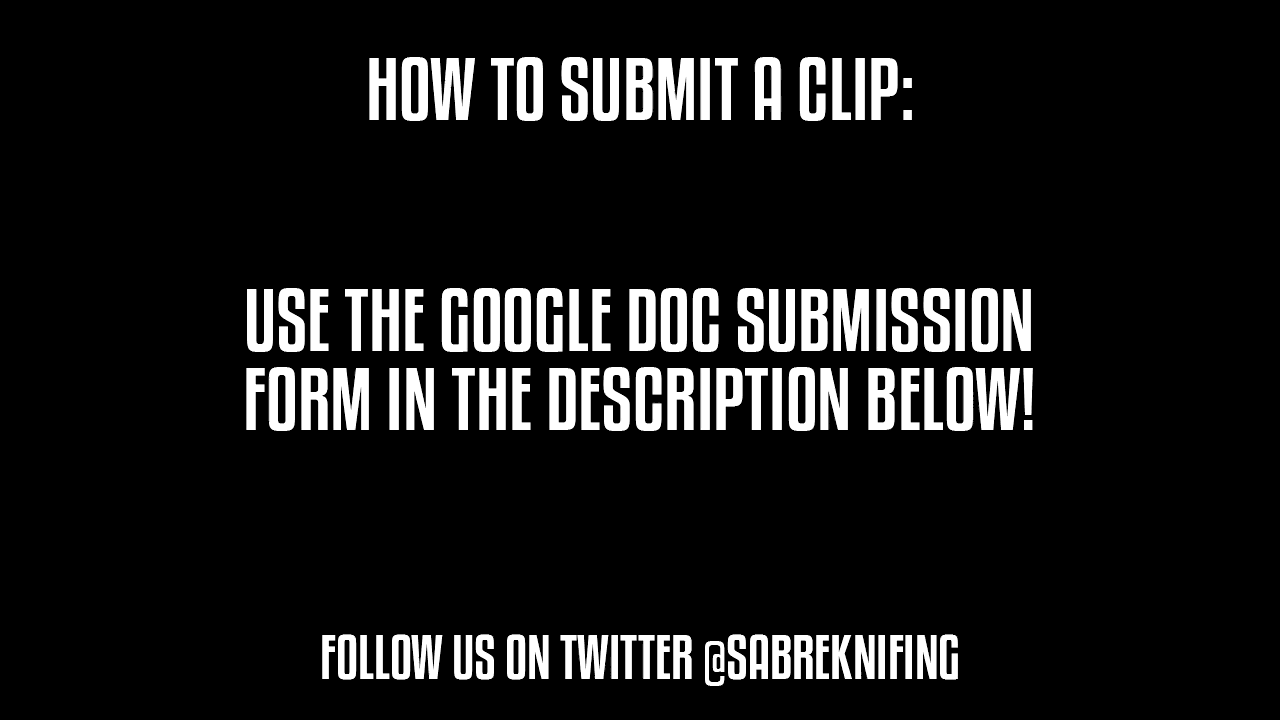 HOW TO SUBMIT A CLIP:
USE THE GOOGLE DOC SUBMISSION
FORM IN THE DESCRIPTION BELOW!
FOLLOW US ON TWITTER @SABREKNIFING